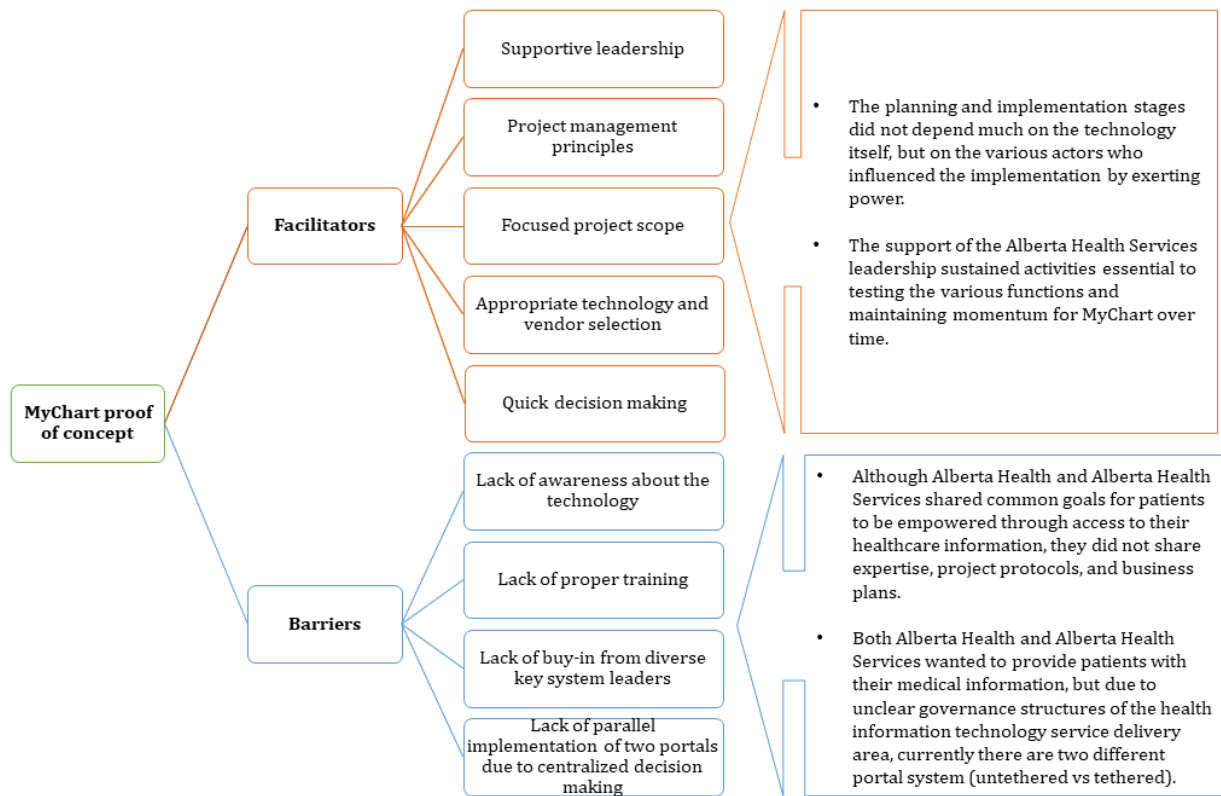 MyChart proof
of concept
Facilitators
Supportive leadership
Project management
principles
Focused project scope
Appropriate technology and
vendor selection
Quick decision making
• The planning and implementation stages
did not depend much on the technology
itself, but on the various actors who
influenced the implementation by exerting
power.
• The support of the Alberta Health Services
leadership sustained activities essential to
testing the various functions and
maintaining momentum for MyChart over
time.
Barriers
Lack of awareness about the
technology
Lack of proper training
Lack of buy-in from diverse
key system leaders
Lack of parallel
implementation of two portals
due to centralized decision
making
• Although Alberta Health and Alberta Health
Services shared common goals for patients
to be empowered through access to their
healthcare information, they did not share
expertise, project protocols, and business
plans.
• Both Alberta Health and Alberta Health
Services wanted to provide patients with
their medical information, but due to
unclear governance structures of the health
information technology service delivery
area, currently there are two different
portal system (untethered vs tethered).